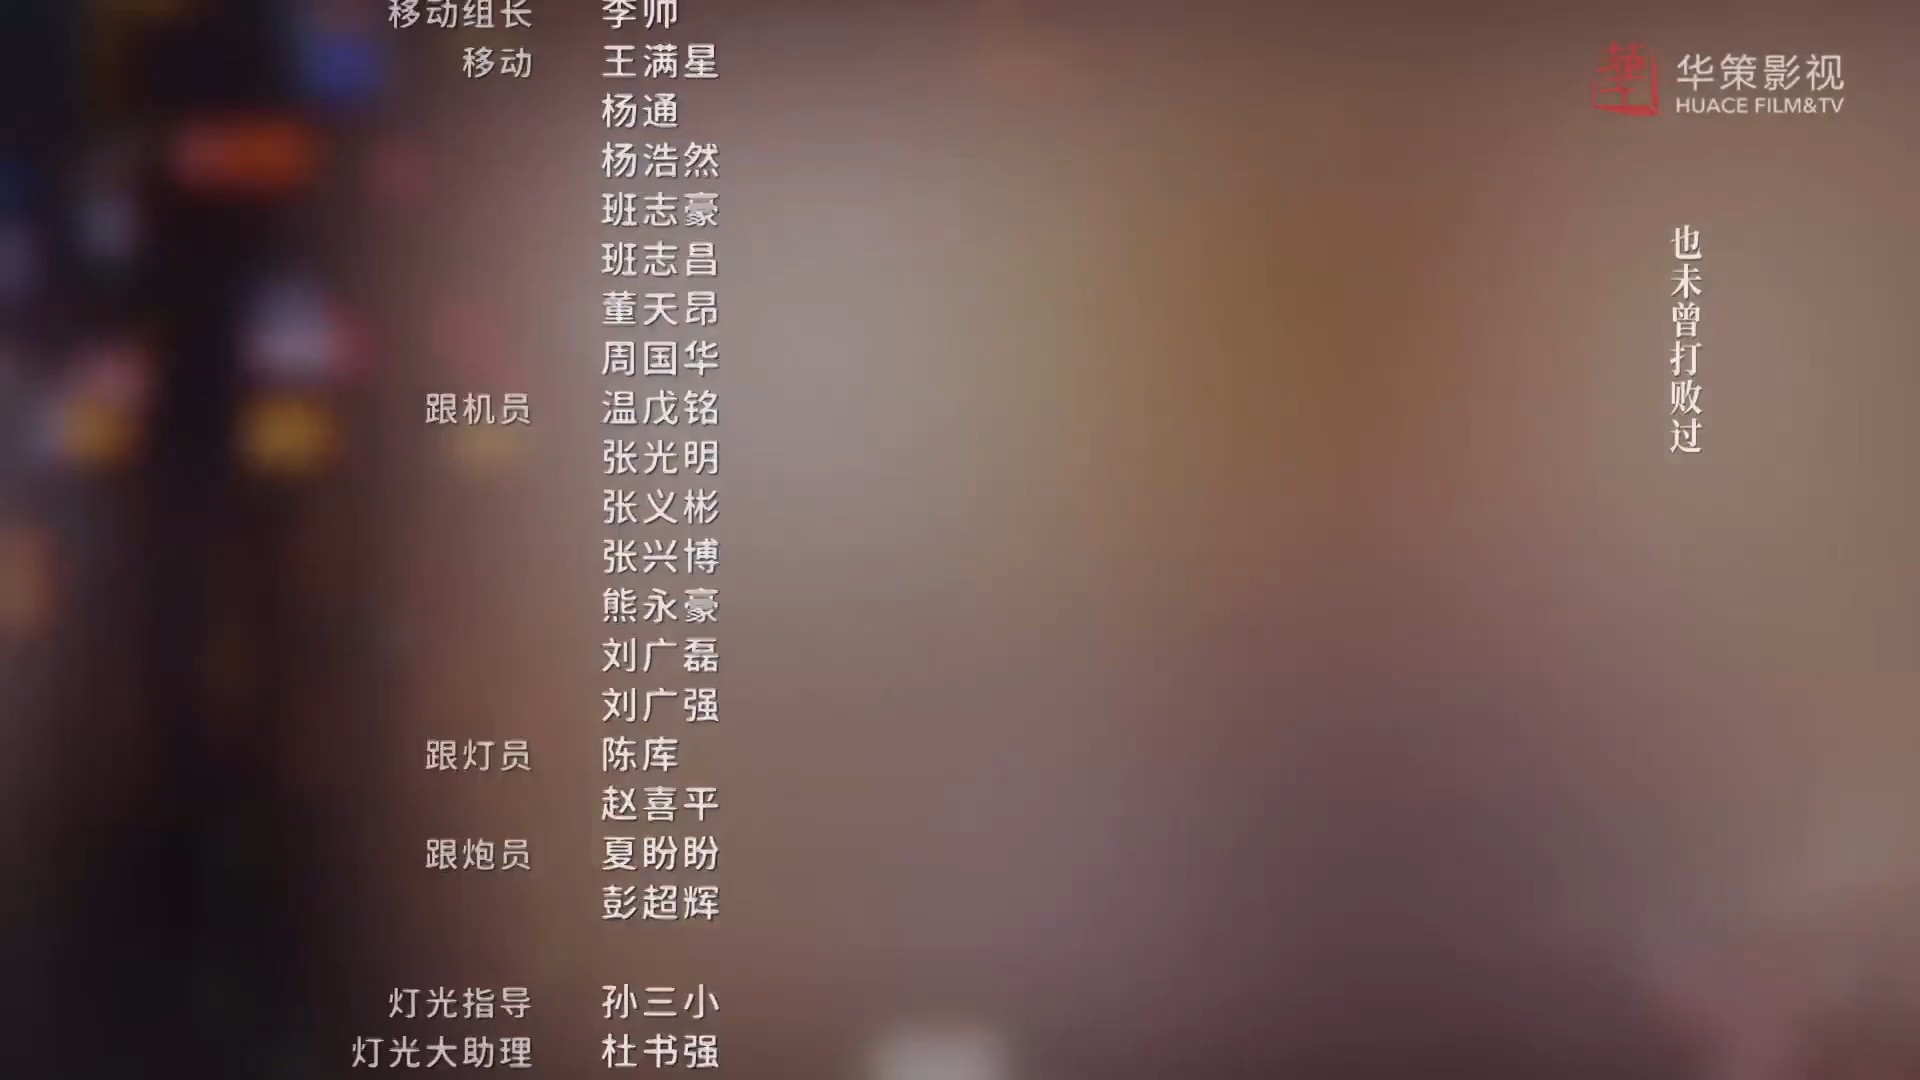 移动组长 李帅
移动 王满星
杨通
杨浩然
班志豪
班志昌
董天昂
周国华
跟机员 温戊铭
张光明
张义彬
张兴博
熊永豪
刘广磊
刘广强
跟灯员 陈库
赵喜平
跟炮员 夏盼盼
彭超辉
灯光指导 孙三小
灯光大助理 杜书强
华策影视
HUACE FILM&TV
也未曾打败过